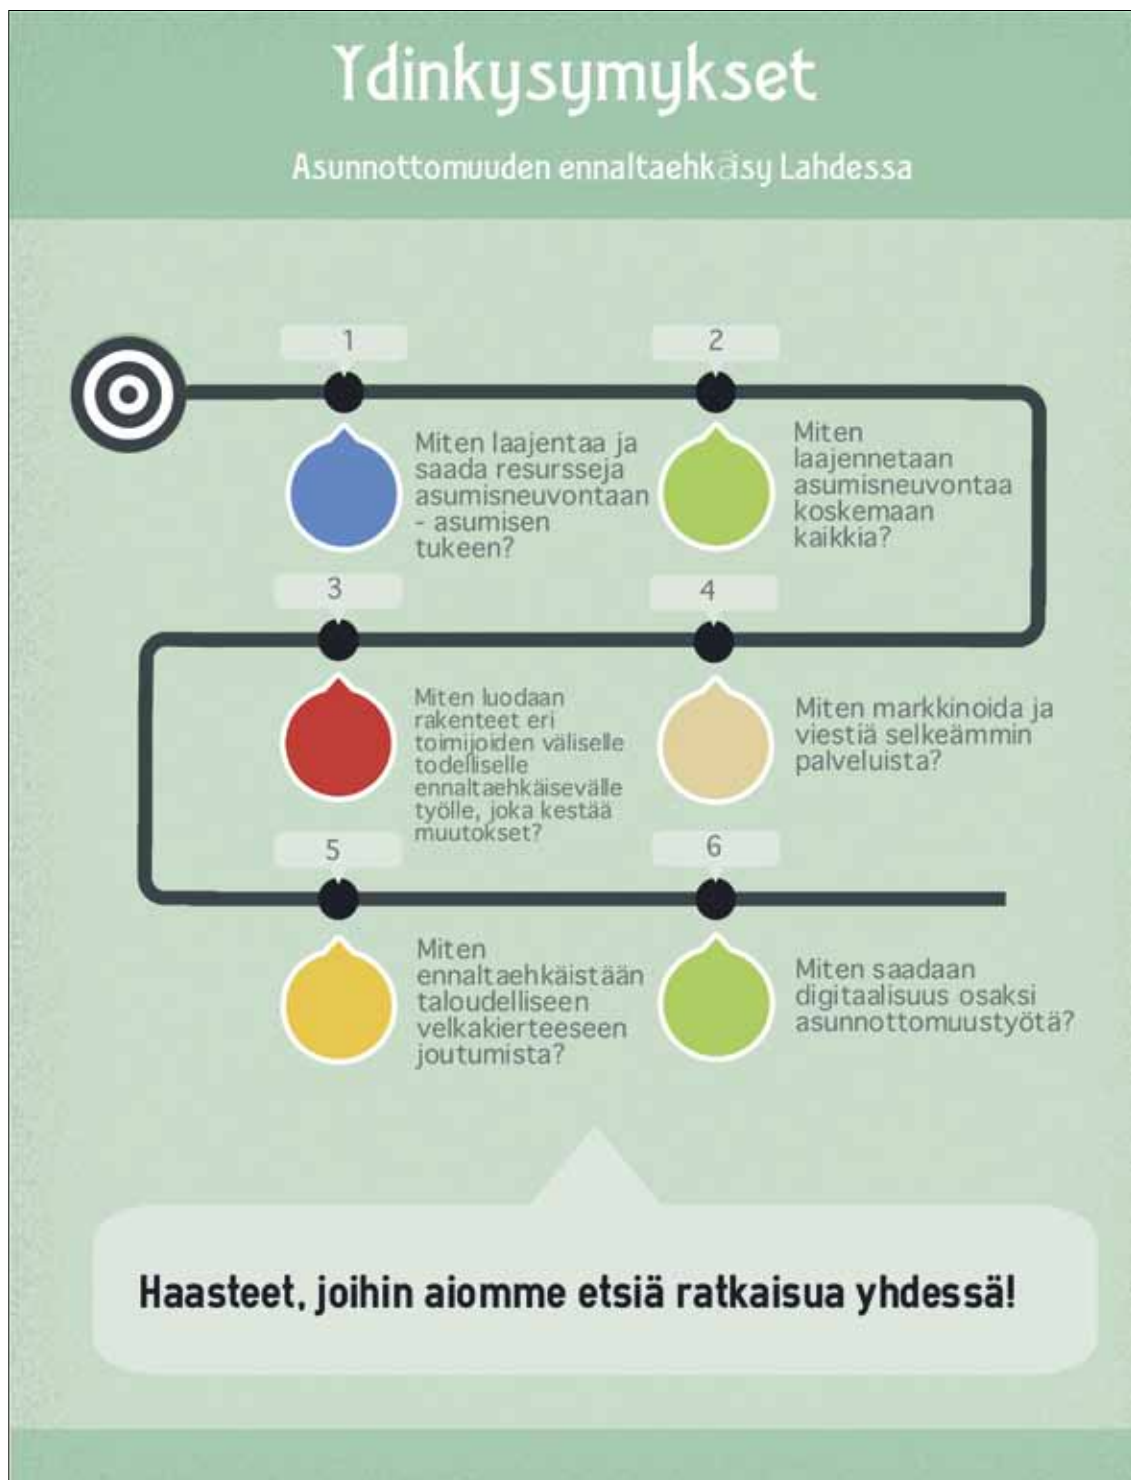 Ydinkysymykset
Asunnottomuuden ennaltaehkäisy Lahdessa
1
Miten laajentaa ja
saada resursseja
asumisneuvontaan
- asumisen
tukeen?
2
Miten
laajennetaan
asumisneuvontaa
koskemaan
kaikkia?
3
Miten luodaan
rakenteet eri
toimijoiden väliselle
todelliselle
ennaltaehkäisevälle
työlle, joka kestää
muutokset?
4
Miten markkinoida ja
viestiä selkeämmin
palveluista?
5
Miten
ennaltaehkäistään
taloudelliseen
velkakierteeseen
joutumista?
6
Miten saadaan
digitaalisuus osaksi
asunnottomuustyötä?
Haasteet, joihin aiomme etsiä ratkaisua yhdessä!